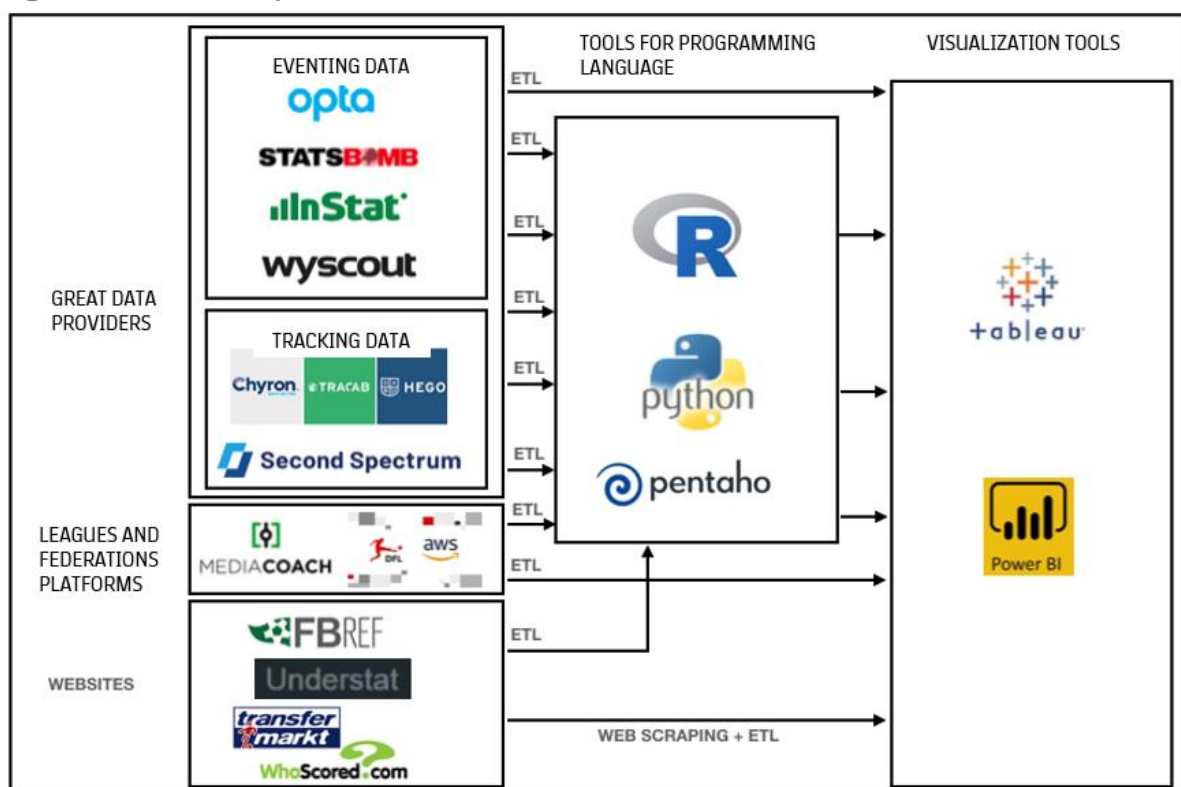 TOOLS FOR PROGRAMMING
LANGUAGE
VISUALIZATION TOOLS
EVENTING DATA
opta
STATSBOMB
InStat
wyscout
GREAT DATA
PROVIDERS
TRACKING DATA
Chyron
TRACAB
HEGO
Second Spectrum
LEAGUES AND
FEDERATIONS
PLATFORMS
MEDIACOACH
DFL
aws
WEBSITES
FBREF
Understat
transfer
markt
WhoScored.com
ETL
ETL
ETL
ETL
ETL
ETL
ETL
ETL
ETL
WEB SCRAPING + ETL
R
python
pentaho
+ableau
Power BI